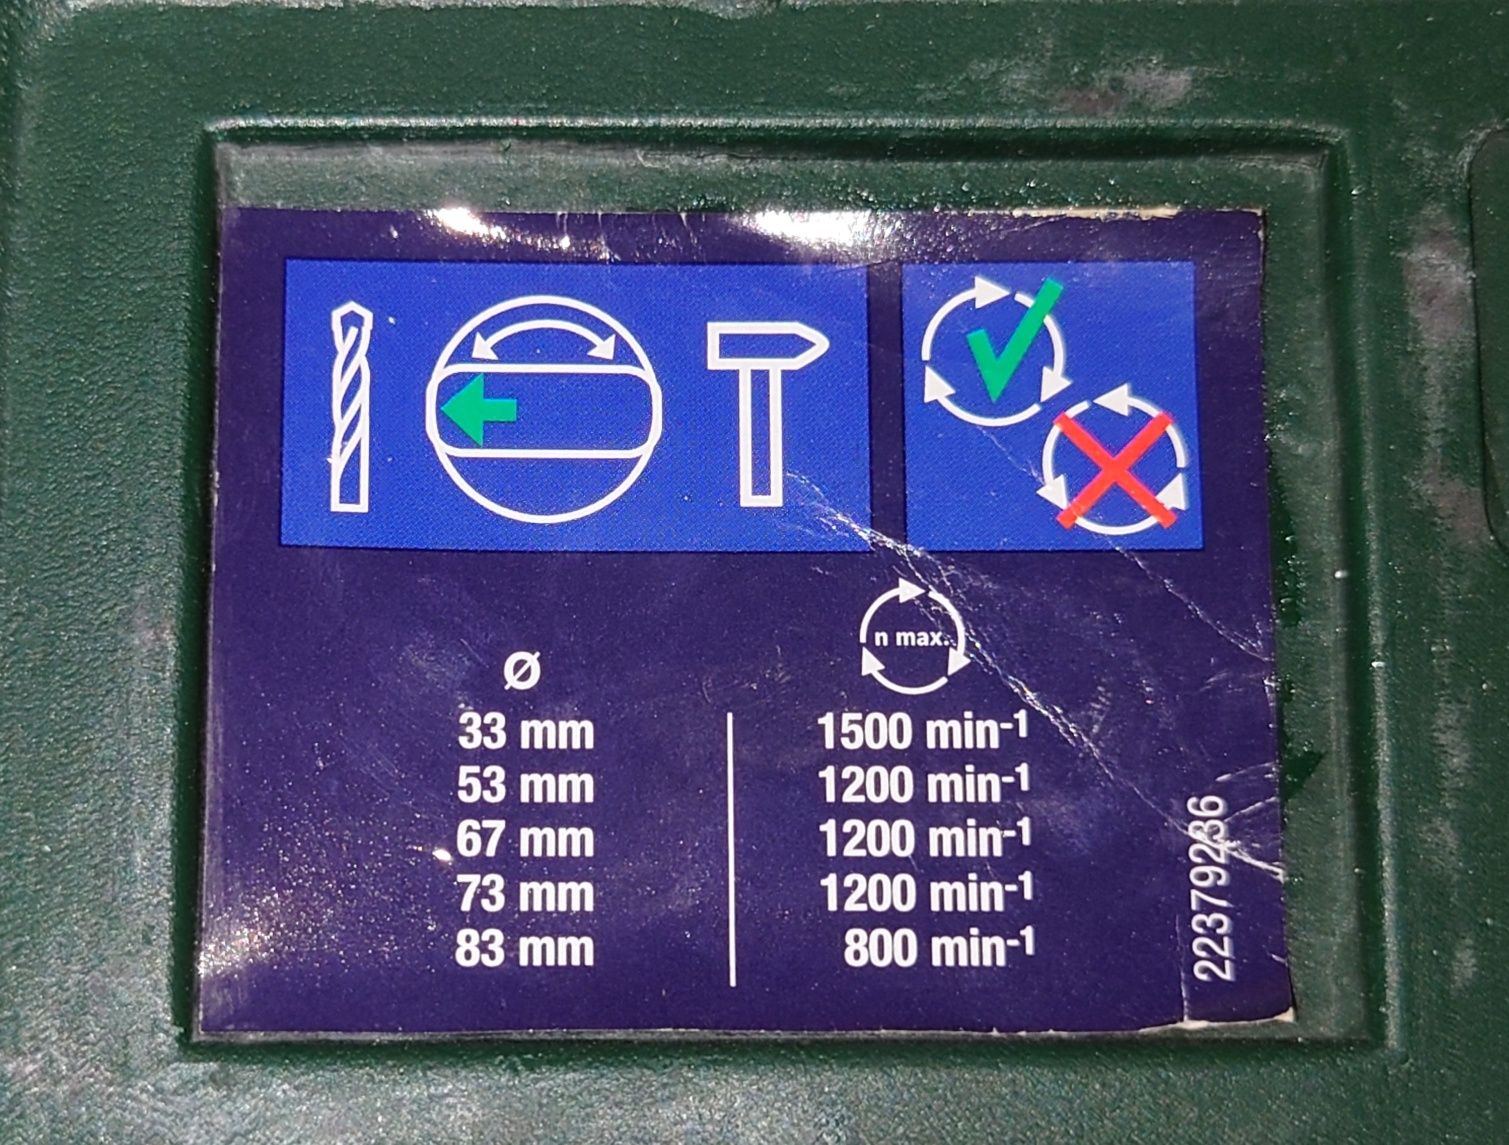 n max.
Ø
33 mm 1500 min-1
53 mm 1200 min-1
67 mm 1200 min-1
73 mm 1200 min-1
83 mm 800 min-1
22379236